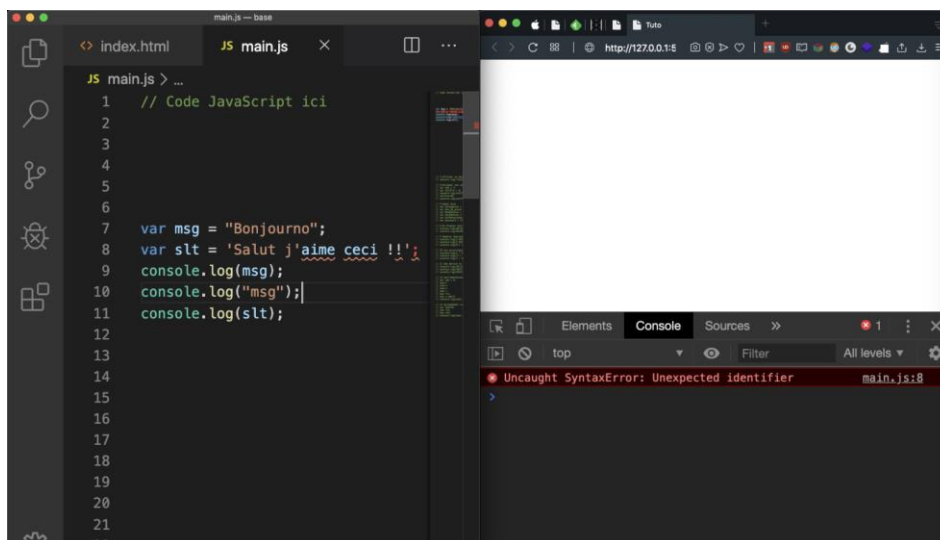 main.js — base
index.html
JS main.js
JS main.js > ...
1 // Code JavaScript ici
2
3
4
5
6
7 var msg = "Bonjourno";
8 var slt = 'Salut j'aime ceci !!';
9 console.log(msg);
10 console.log("msg");
11 console.log(slt);
12
13
14
15
16
17
18
19
20
21
Tuto
http://127.0.0.1:5
Elements Console Sources » 1
top Filter All levels
Uncaught SyntaxError: Unexpected identifier main.js:8